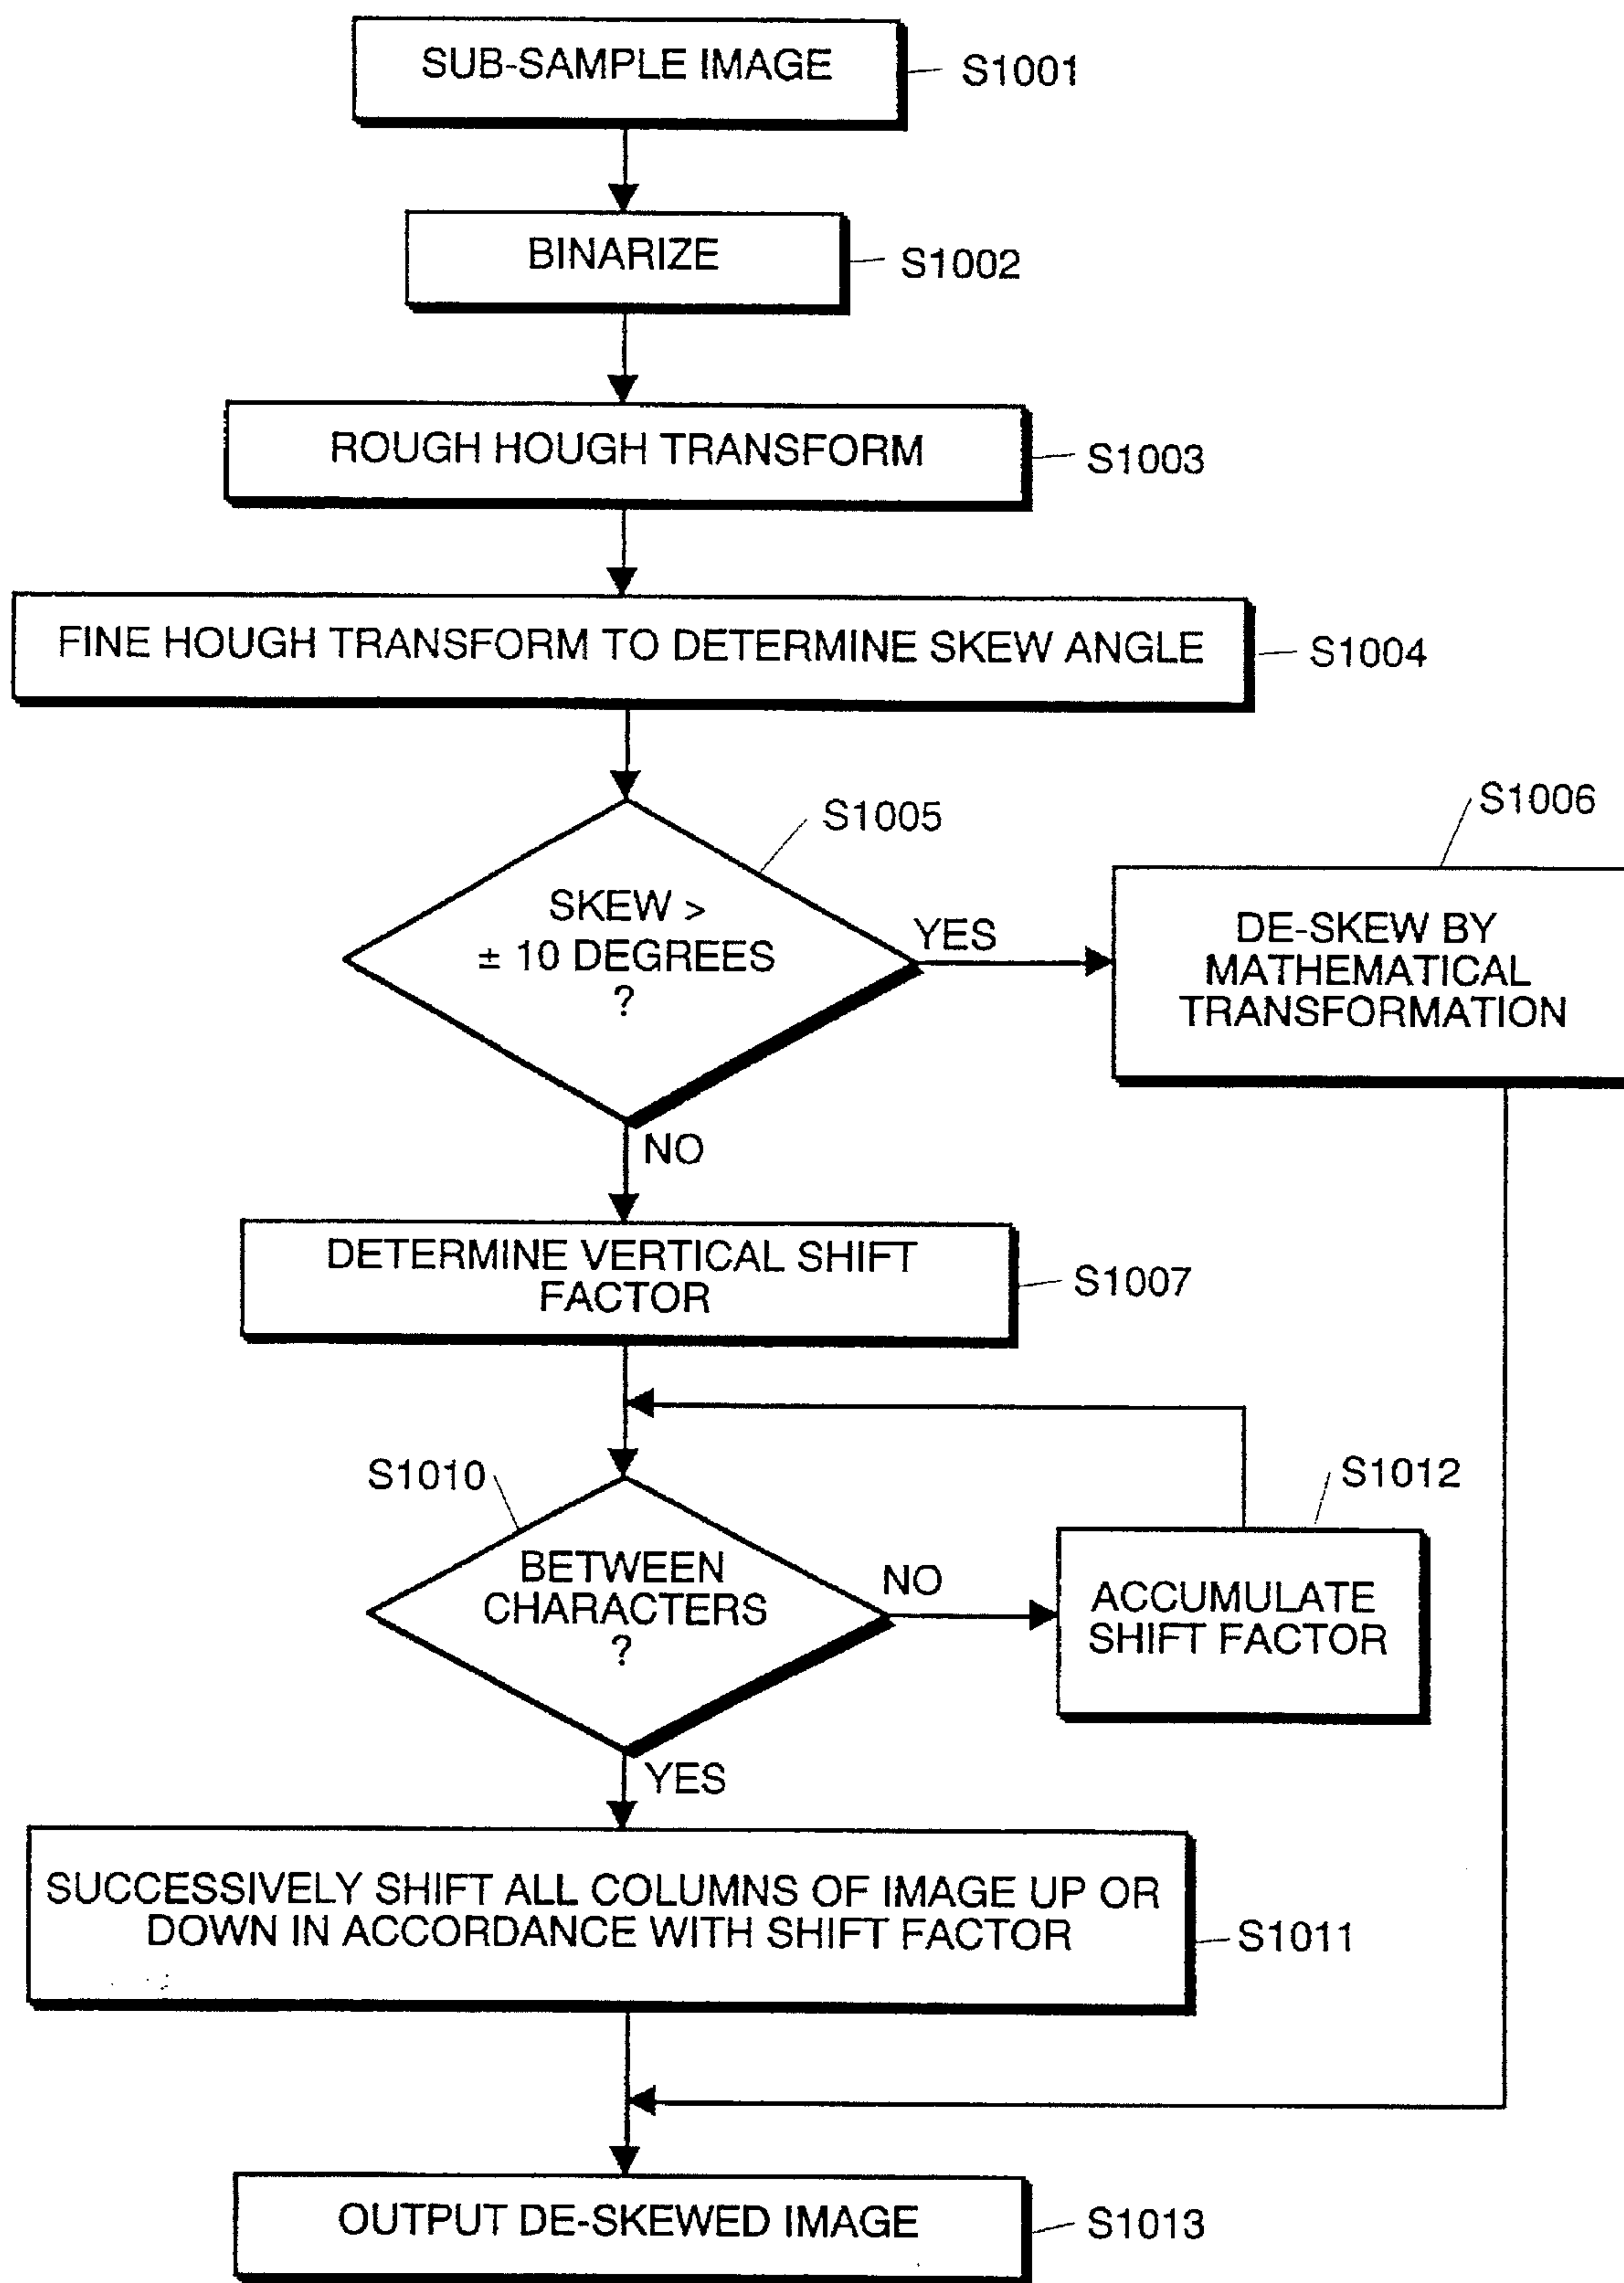 SUB-SAMPLE IMAGE
S1001
BINARIZE
S1002
ROUGH HOUGH TRANSFORM
S1003
FINE HOUGH TRANSFORM TO DETERMINE SKEW ANGLE
S1004
S1005
SKEW >
± 10 DEGREES
?
YES
S1006
DE-SKEW BY
MATHEMATICAL
TRANSFORMATION
NO
DETERMINE VERTICAL SHIFT
FACTOR
S1007
S1010
BETWEEN
CHARACTERS
?
NO
S1012
ACCUMULATE
SHIFT FACTOR
YES
SUCCESSIVELY SHIFT ALL COLUMNS OF IMAGE UP OR
DOWN IN ACCORDANCE WITH SHIFT FACTOR
S1011
OUTPUT DE-SKEWED IMAGE
S1013